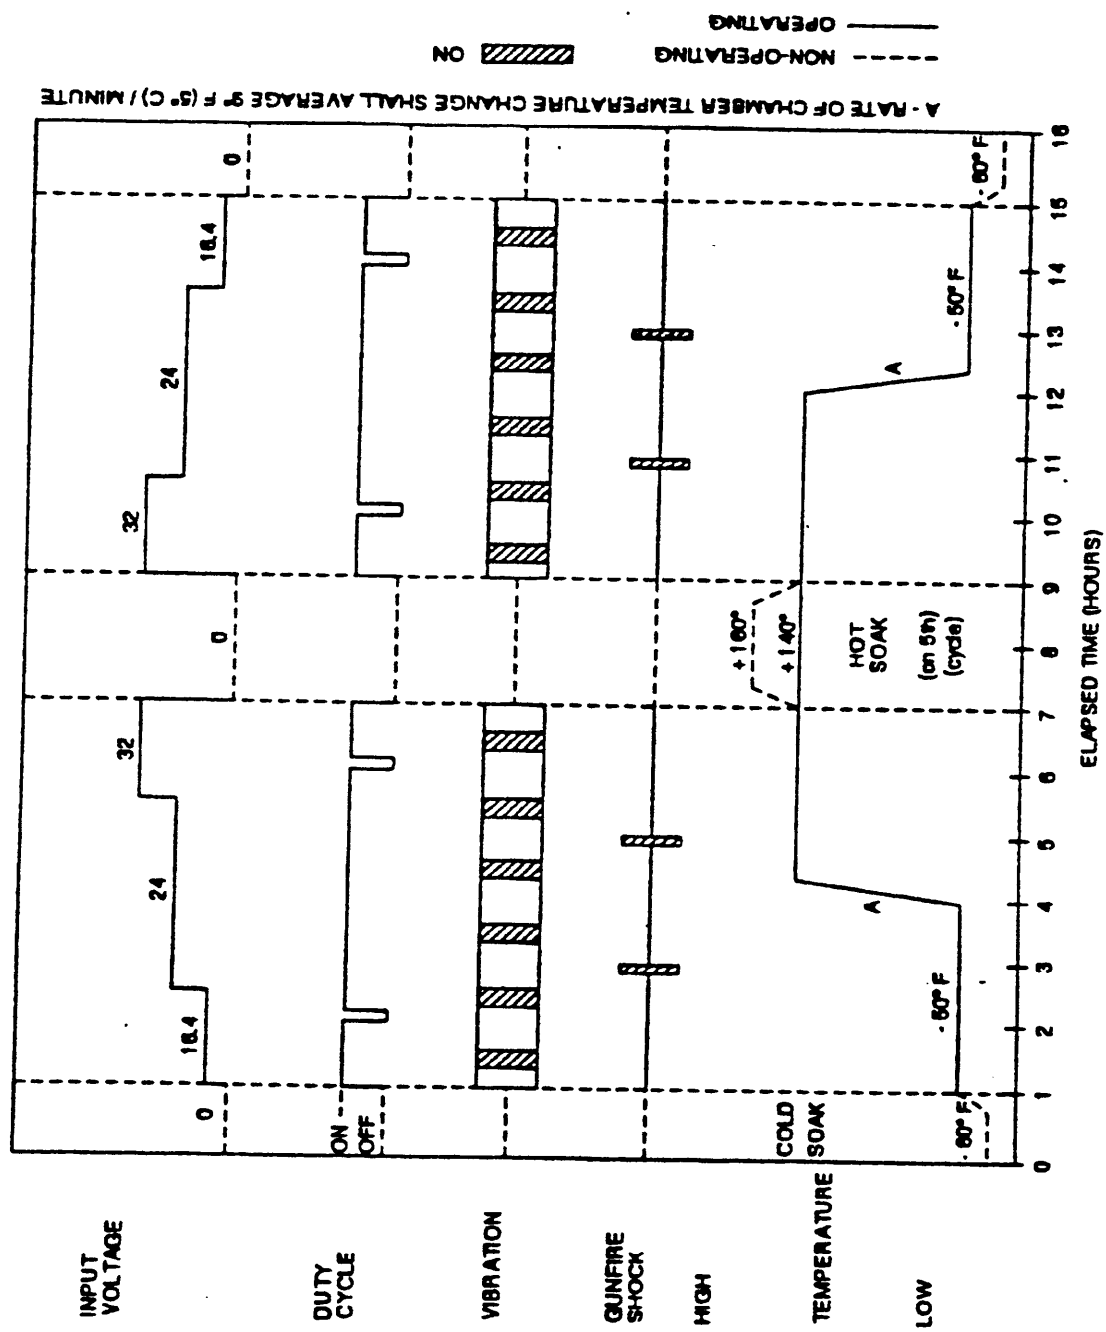 INPUT
VOLTAGE
0
16.4
24
32
0
32
24
16.4
0
DUTY
CYCLE
ON
OFF
VIBRATION
GUNFIRE
SHOCK
HIGH
TEMPERATURE
LOW
COLD
SOAK
- 60° F
- 50° F
A
+160°
+140°
HOT
SOAK
(on 5th)
(cycle)
A
- 50° F
- 60° F
0 1 2 3 4 5 6 7 8 9 10 11 12 13 14 15 16
ELAPSED TIME (HOURS)
A - RATE OF CHAMBER TEMPERATURE CHANGE SHALL AVERAGE 9° F (5° C) / MINUTE
NON-OPERATING
ON
OPERATING